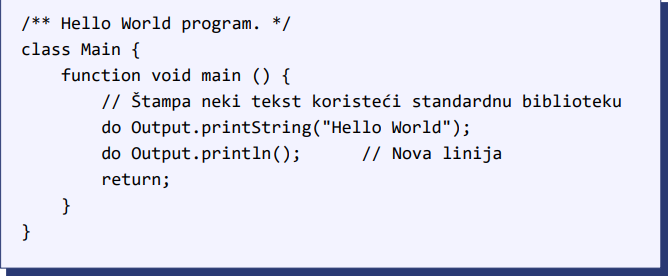 /** Hello World program. */
class Main {
    function void main () {
        // Štampa neki tekst koristeći standardnu biblioteku
        do Output.printString("Hello World");
        do Output.println();      // Nova linija
        return;
    }
}